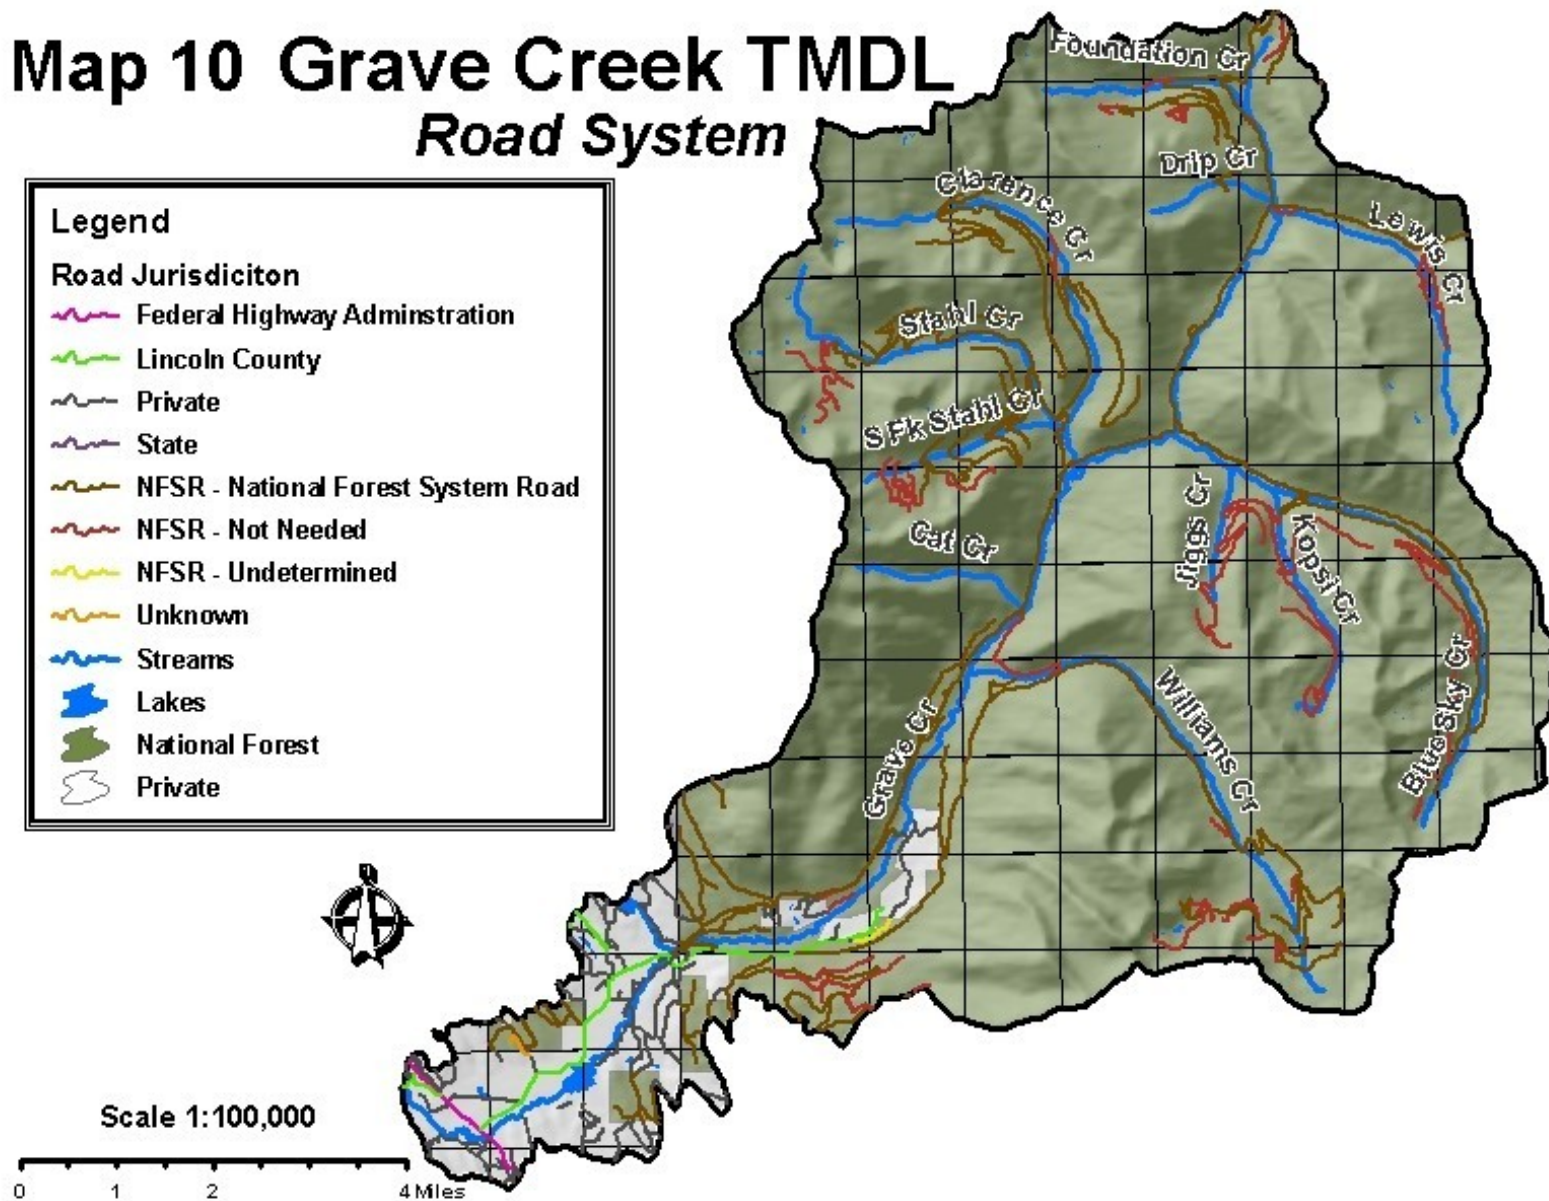 Map 10 Grave Creek TMDL
Road System
Legend
Road Jurisdiciton
Federal Highway Adminstration
Lincoln County
Private
State
NFSR - National Forest System Road
NFSR - Not Needed
NFSR - Undetermined
Unknown
Streams
Lakes
National Forest
Private
Scale 1:100,000
0 1 2 4 Miles
Foundation Cr
Drip Cr
Clarence Cr
Lewis Cr
Stahl Cr
S Fk Stahl Cr
Cat Cr
Jiggs Cr
Kopsi Cr
Blue Sky Cr
Williams Cr
Grave Cr